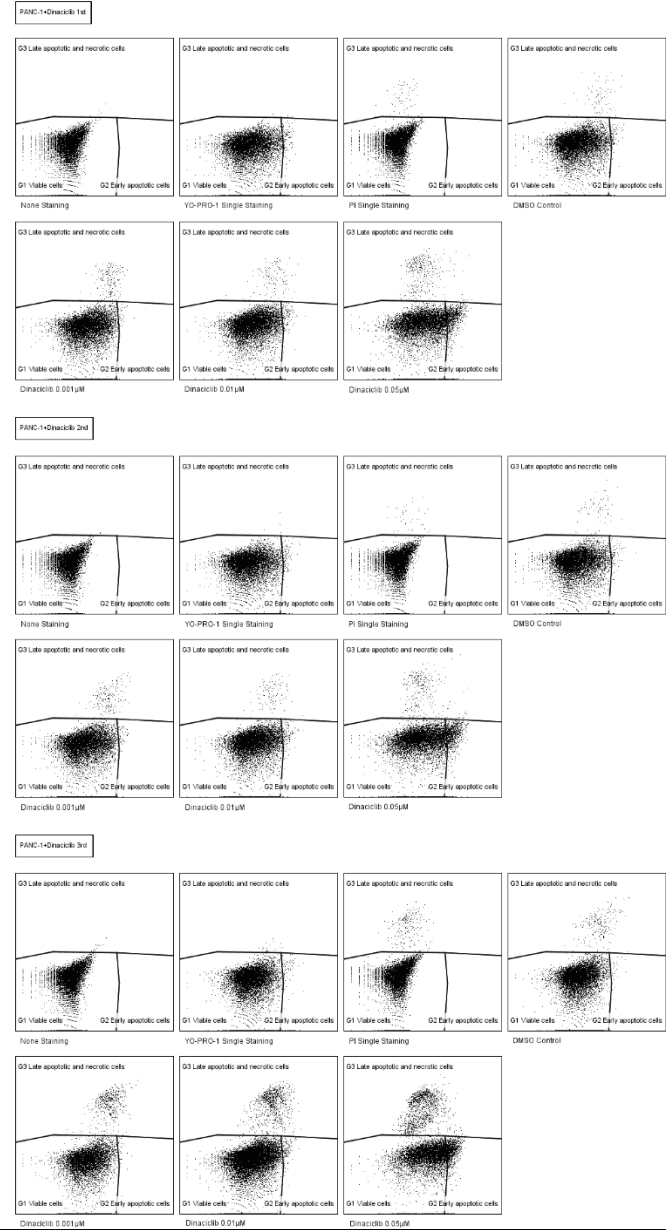 PANC-1+Dinaciclib 1st
G3 Late apoptotic and necrotic cells
G1 Viable cells G2 Early apoptotic cells
None Staining
G3 Late apoptotic and necrotic cells
G1 Viable cells G2 Early apoptotic cells
YO-PRO-1 Single Staining
G3 Late apoptotic and necrotic cells
G1 Viable cells G2 Early apoptotic cells
PI Single Staining
G3 Late apoptotic and necrotic cells
G1 Viable cells G2 Early apoptotic cells
DMSO Control
G3 Late apoptotic and necrotic cells
G1 Viable cells G2 Early apoptotic cells
Dinaciclib 0.001µM
G3 Late apoptotic and necrotic cells
G1 Viable cells G2 Early apoptotic cells
Dinaciclib 0.01µM
G3 Late apoptotic and necrotic cells
G1 Viable cells G2 Early apoptotic cells
Dinaciclib 0.05µM
PANC-1+Dinaciclib 2nd
G3 Late apoptotic and necrotic cells
G1 Viable cells G2 Early apoptotic cells
None Staining
G3 Late apoptotic and necrotic cells
G1 Viable cells G2 Early apoptotic cells
YO-PRO-1 Single Staining
G3 Late apoptotic and necrotic cells
G1 Viable cells G2 Early apoptotic cells
PI Single Staining
G3 Late apoptotic and necrotic cells
G1 Viable cells G2 Early apoptotic cells
DMSO Control
G3 Late apoptotic and necrotic cells
G1 Viable cells G2 Early apoptotic cells
Dinaciclib 0.001µM
G3 Late apoptotic and necrotic cells
G1 Viable cells G2 Early apoptotic cells
Dinaciclib 0.01µM
G3 Late apoptotic and necrotic cells
G1 Viable cells G2 Early apoptotic cells
Dinaciclib 0.05µM
PANC-1+Dinaciclib 3rd
G3 Late apoptotic and necrotic cells
G1 Viable cells G2 Early apoptotic cells
None Staining
G3 Late apoptotic and necrotic cells
G1 Viable cells G2 Early apoptotic cells
YO-PRO-1 Single Staining
G3 Late apoptotic and necrotic cells
G1 Viable cells G2 Early apoptotic cells
PI Single Staining
G3 Late apoptotic and necrotic cells
G1 Viable cells G2 Early apoptotic cells
DMSO Control
G3 Late apoptotic and necrotic cells
G1 Viable cells G2 Early apoptotic cells
Dinaciclib 0.001µM
G3 Late apoptotic and necrotic cells
G1 Viable cells G2 Early apoptotic cells
Dinaciclib 0.01µM
G3 Late apoptotic and necrotic cells
G1 Viable cells G2 Early apoptotic cells
Dinaciclib 0.05µM